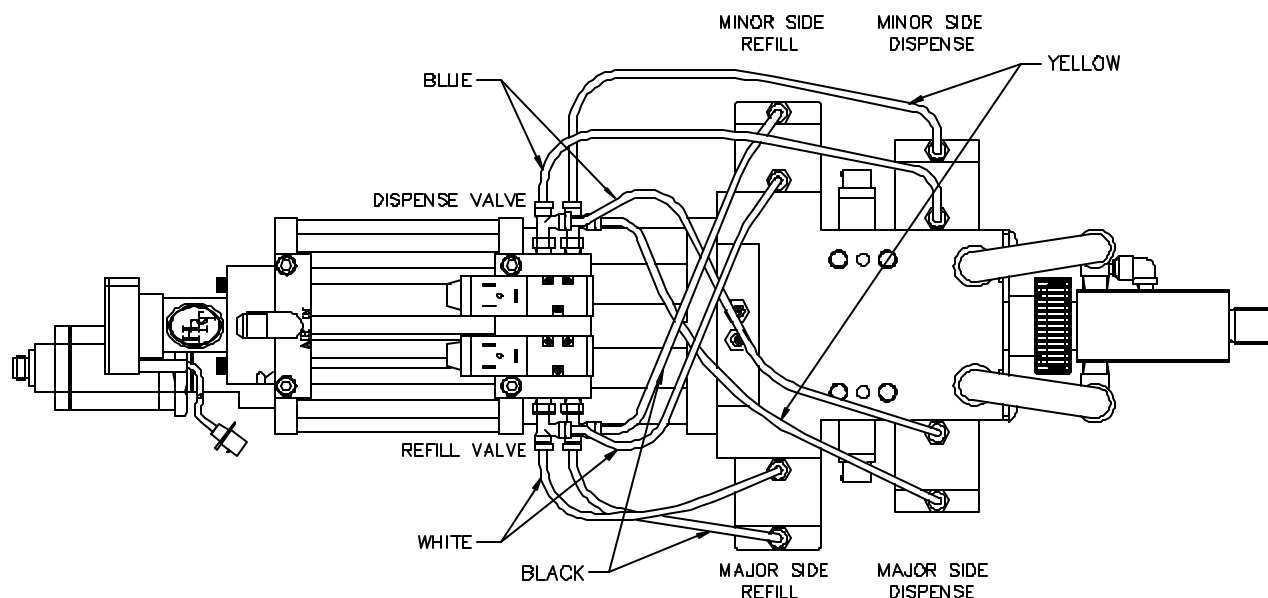 MINOR SIDE
REFILL
MINOR SIDE
DISPENSE
YELLOW
BLUE
DISPENSE VALVE
REFILL VALVE
WHITE
BLACK
MAJOR SIDE
REFILL
MAJOR SIDE
DISPENSE